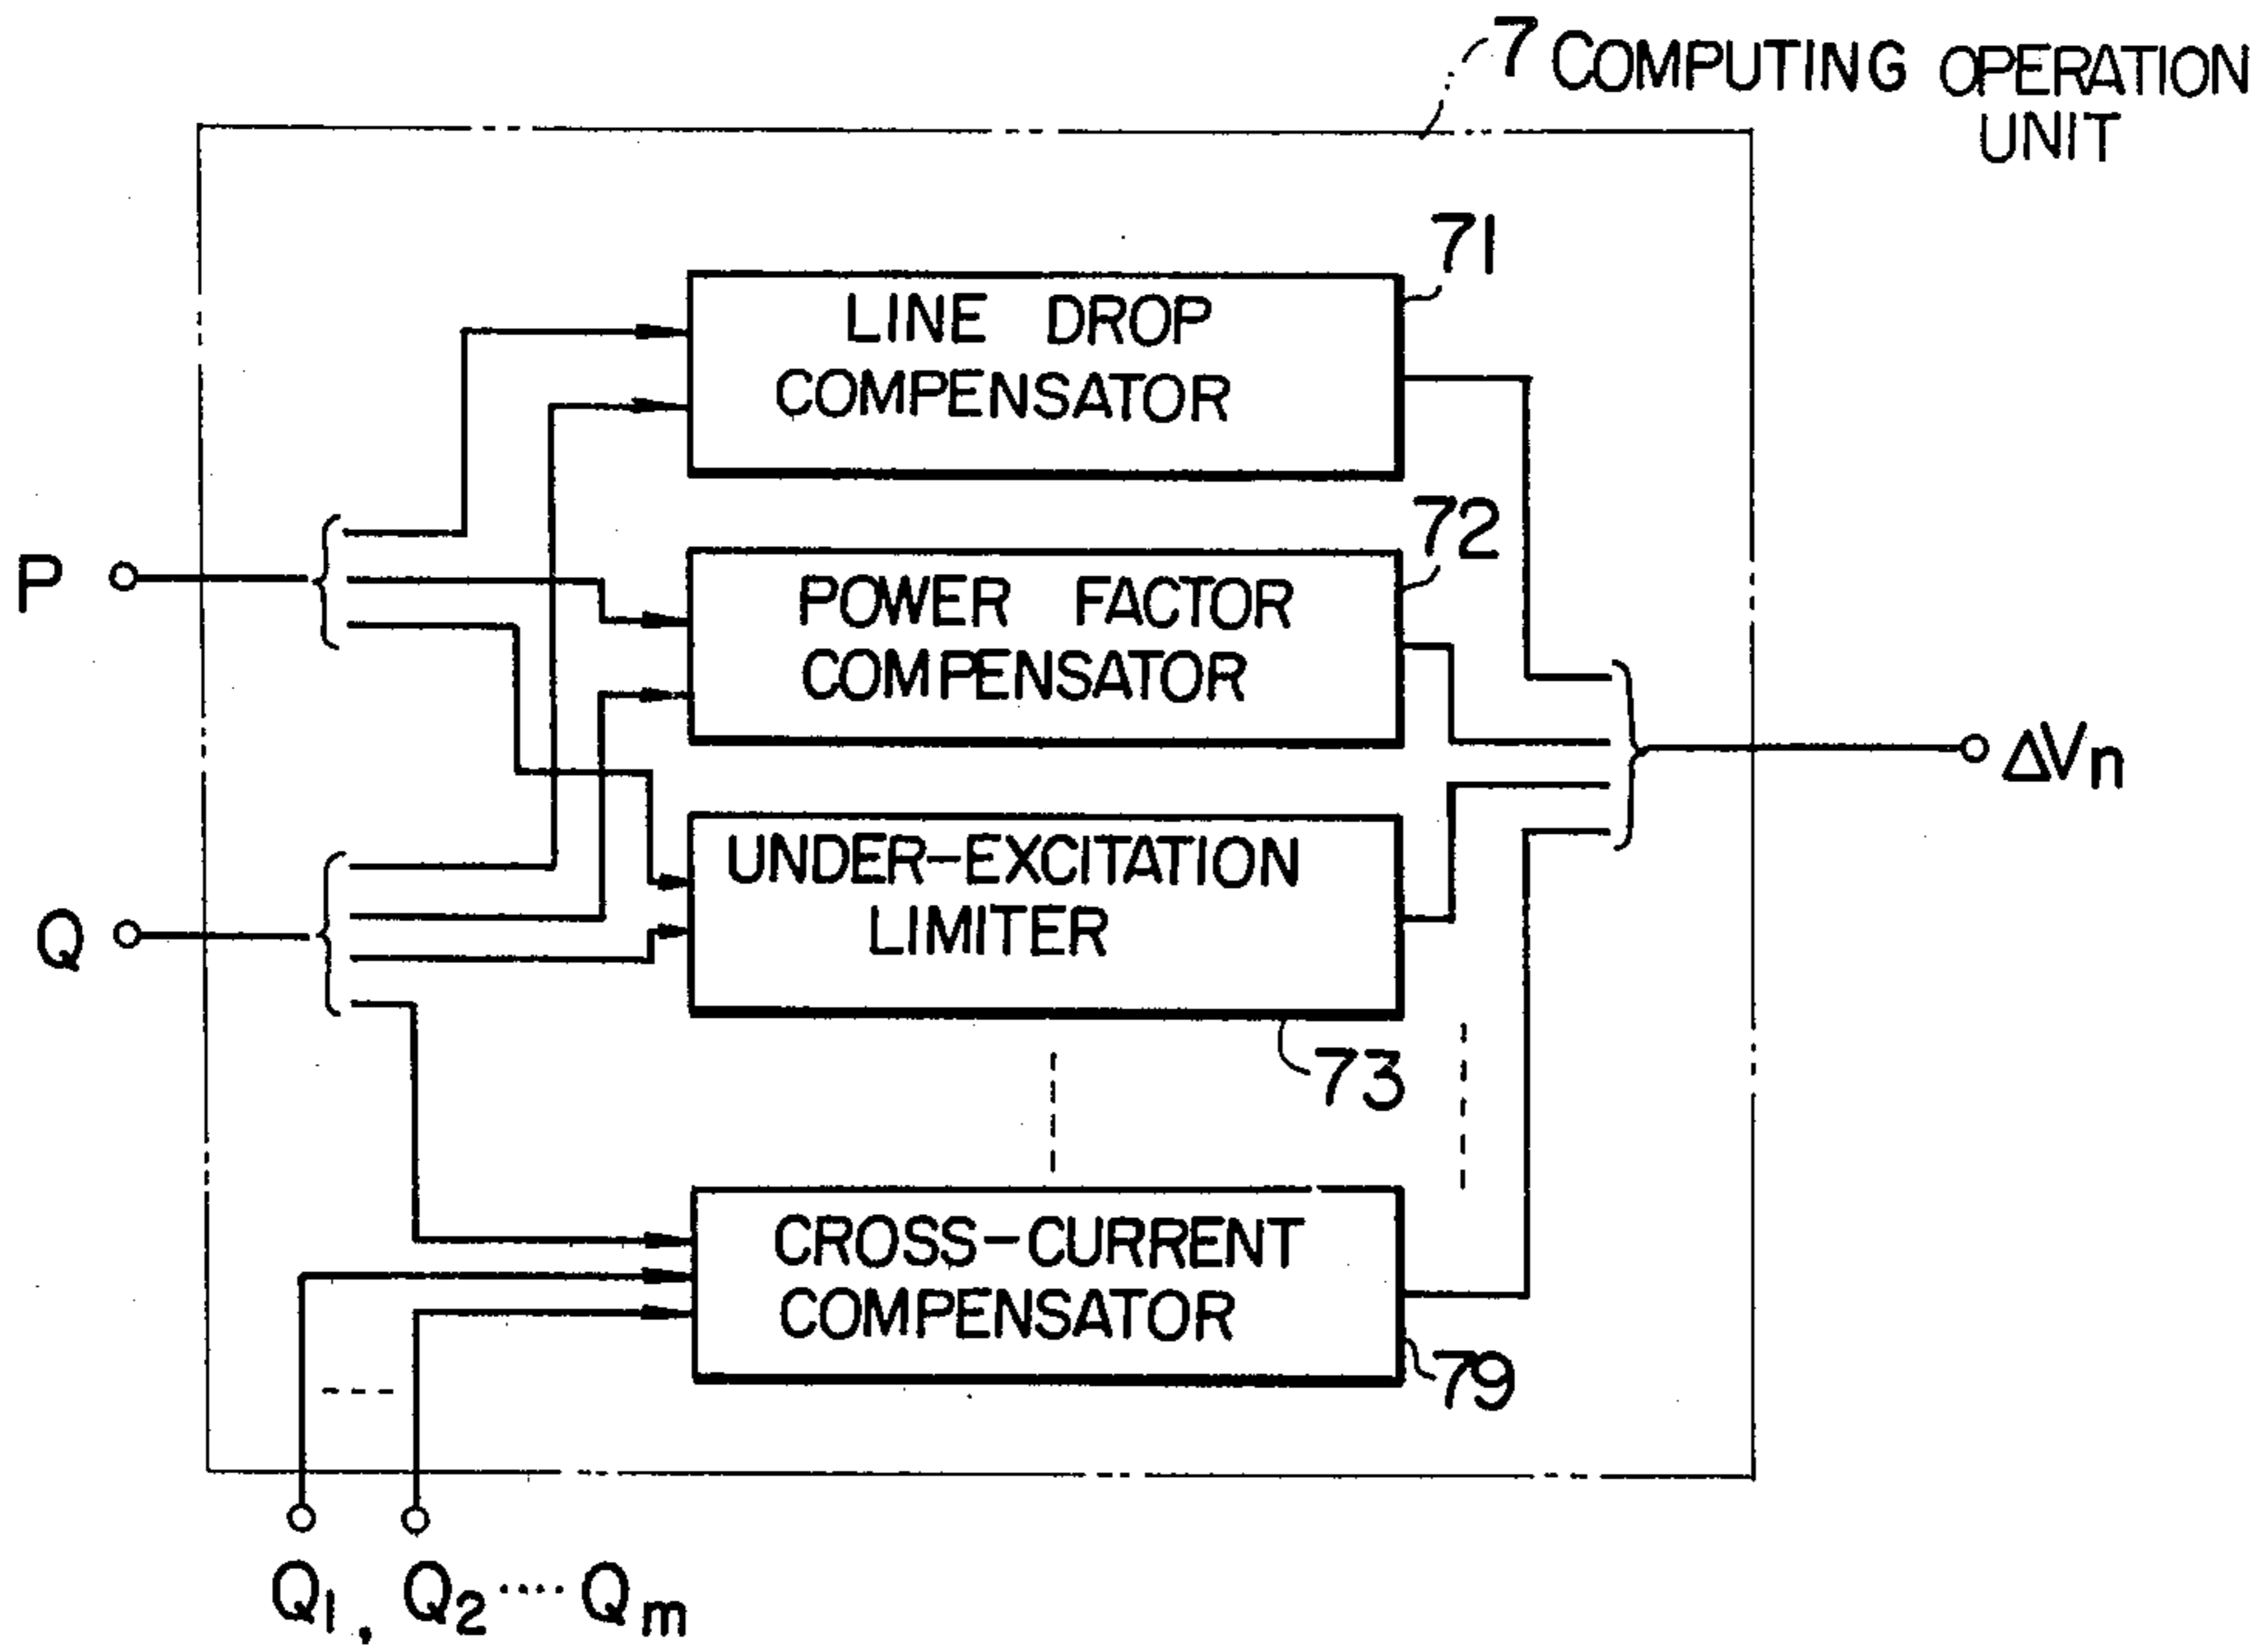 7 COMPUTING OPERATION
UNIT
71
LINE DROP
COMPENSATOR
72
P
POWER FACTOR
COMPENSATOR
ΔVn
UNDER-EXCITATION
LIMITER
Q
73
CROSS-CURRENT
COMPENSATOR
79
Q1, Q2 ···· Qm